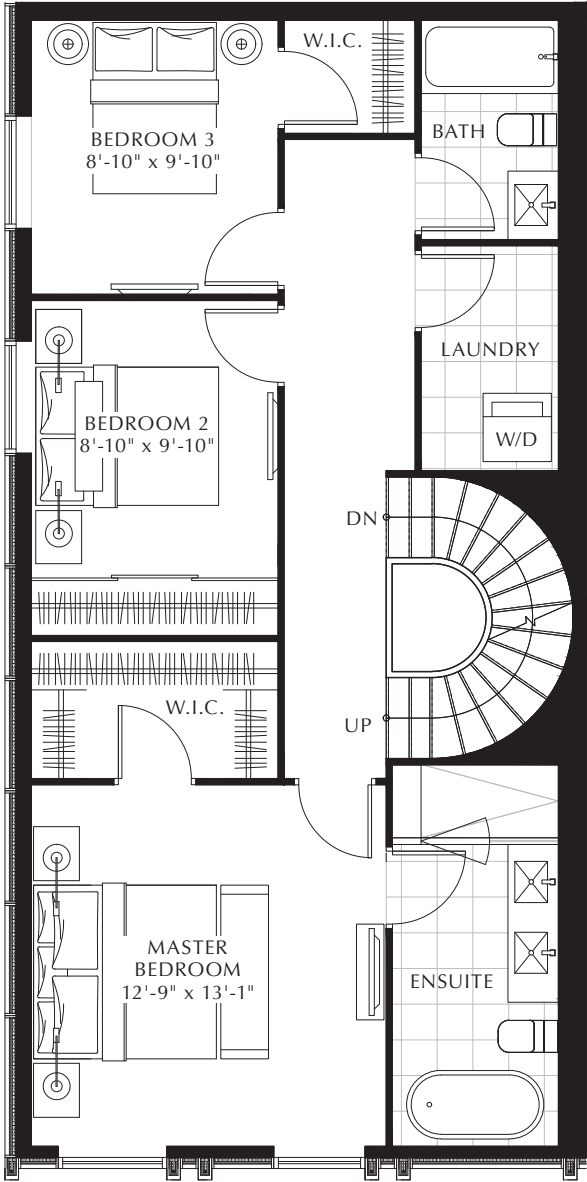 W.I.C.
BATH
BEDROOM 3
8'-10" x 9'-10"
LAUNDRY
W/D
BEDROOM 2
8'-10" x 9'-10"
DN
W.I.C.
UP
MASTER
BEDROOM
12'-9" x 13'-1"
ENSUITE